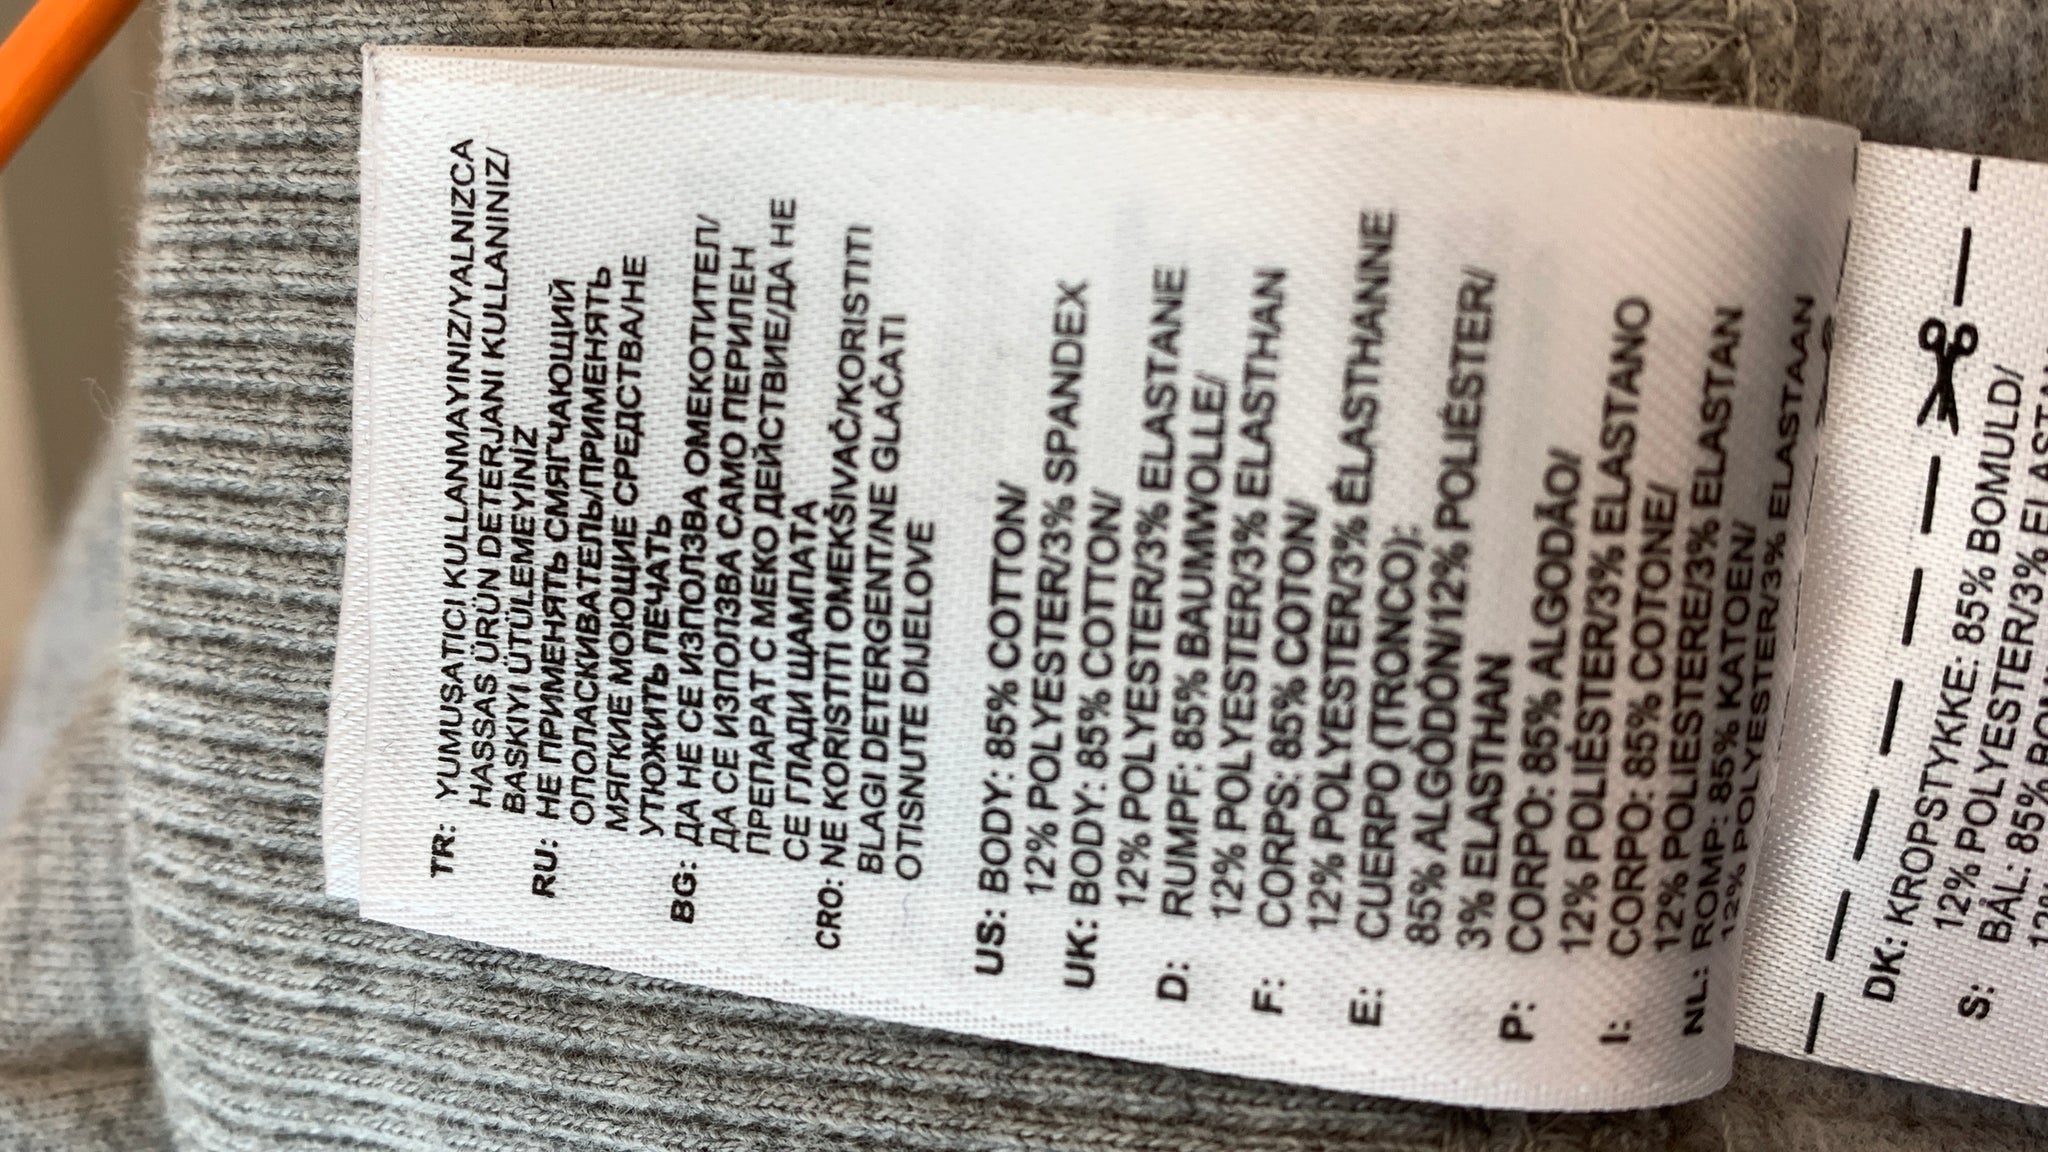 TR: YUMUŞATICI KULLANMAYINIZ/YALNIZCA
HASSAS ÜRÜN DETERJANI KULLANINIZ/
BASKIYI ÜTÜLEMEYİNİZ
RU: НЕ ПРИМЕНЯТЬ СМЯГЧАЮЩИЙ
ОПОЛАСКИВАТЕЛЬ/ПРИМЕНЯТЬ
МЯГКИЕ МОЮЩИЕ СРЕДСТВА/НЕ
УТЮЖИТЬ ПЕЧАТЬ
BG: ДА НЕ СЕ ИЗПОЛЗВА ОМЕКОТИТЕЛ/
ДА СЕ ИЗПОЛЗВА САМО ПЕРИЛЕН
ПРЕПАРАТ С МЕКО ДЕЙСТВИЕ/ДА НЕ
СЕ ГЛАДИ ЩАМПАТА
CRO: NE KORISTITI OMEKŠIVAČ/KORISTITI
BLAGI DETERGENT/NE GLAČATI
OTISNUTE DIJELOVE
US: BODY: 85% COTTON/
12% POLYESTER/3% SPANDEX
UK: BODY: 85% COTTON/
12% POLYESTER/3% ELASTANE
D: RUMPF: 85% BAUMWOLLE/
12% POLYESTER/3% ELASTHAN
F: CORPS: 85% COTON/
12% POLYESTER/3% ÉLASTHANNE
E: CUERPO (TRONCO):
85% ALGODÓN/12% POLIÉSTER/
3% ELASTHAN
P: CORPO: 85% ALGODÃO/
12% POLIÉSTER/3% ELASTANO
I: CORPO: 85% COTONE/
12% POLIESTERE/3% ELASTAN
NL: ROMP: 85% KATOEN/
12% POLYESTER/3% ELASTAAN
DK: KROPSTYKKE: 85% BOMULD/
12% POLYESTER/3%
S: BÅL: 85%